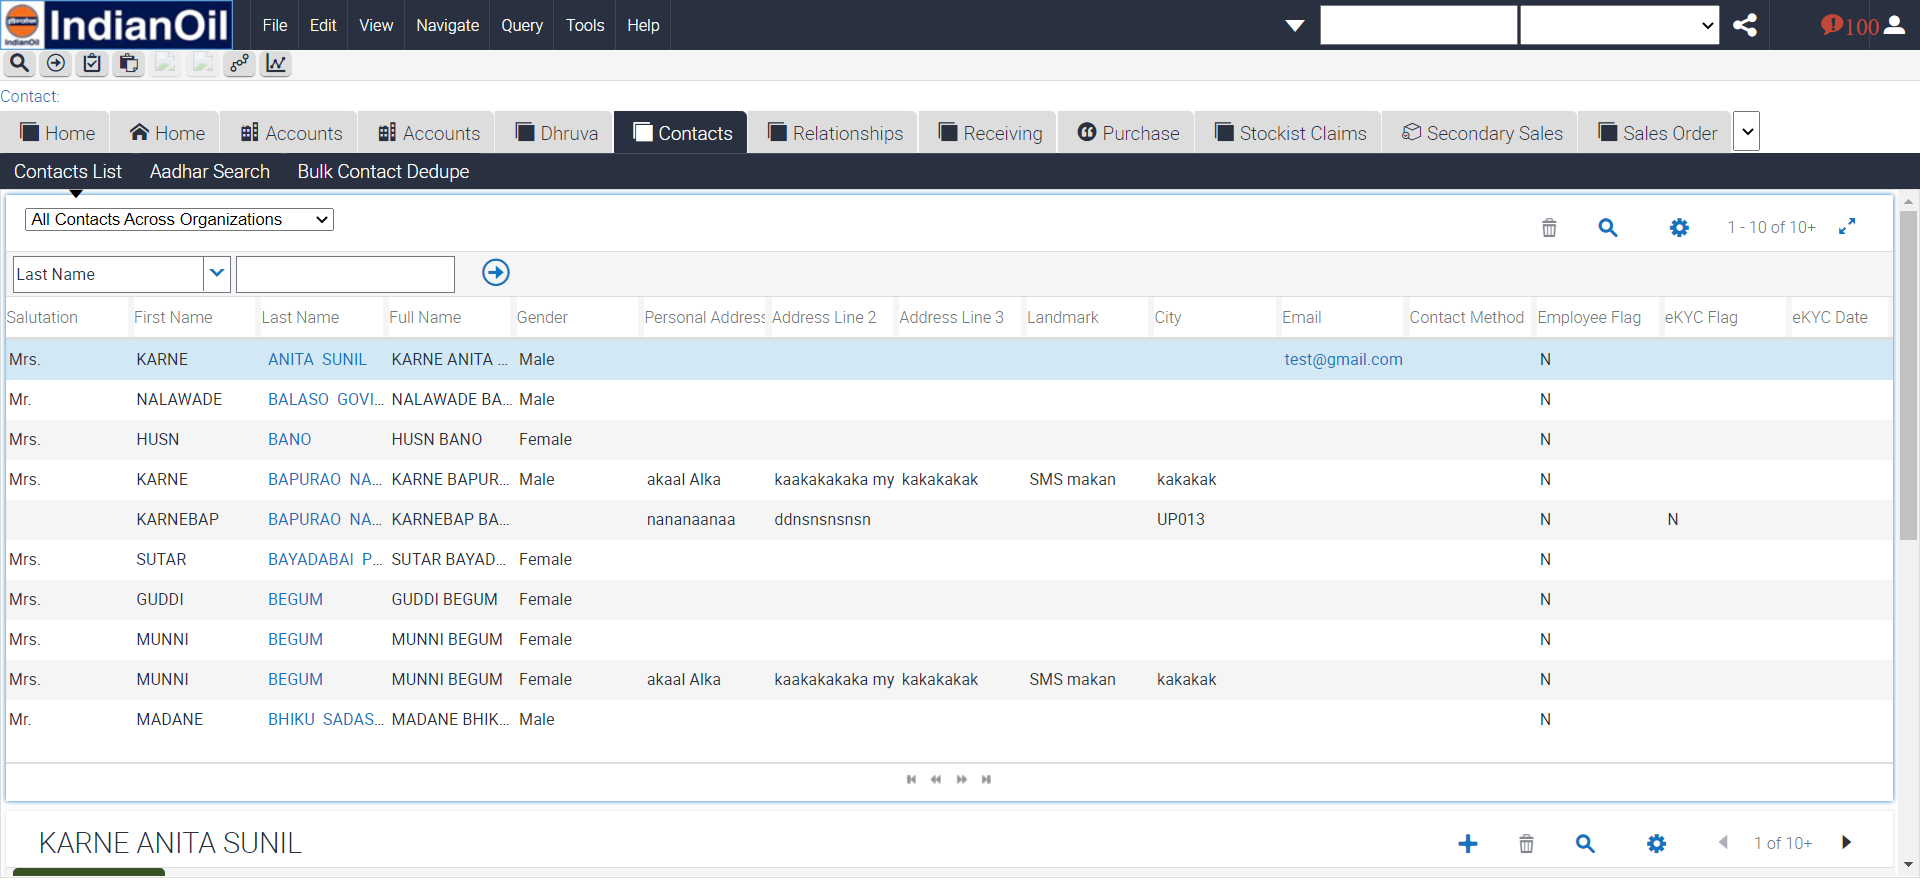 IndianOil File Edit View Navigate Query Tools Help 100
Contact:
Home Home Accounts Accounts Dhruva Contacts Relationships Receiving Purchase Stockist Claims Secondary Sales Sales Order
Contacts List Aadhar Search Bulk Contact Dedupe
All Contacts Across Organizations 1 - 10 of 10+
Last Name
Salutation First Name Last Name Full Name Gender Personal Address Address Line 2 Address Line 3 Landmark City Email Contact Method Employee Flag eKYC Flag eKYC Date
Mrs. KARNE ANITA SUNIL KARNE ANITA ... Male test@gmail.com N
Mr. NALAWADE BALASO GOVI... NALAWADE BA... Male N
Mrs. HUSN BANO HUSN BANO Female N
Mrs. KARNE BAPURAO NA... KARNE BAPUR... Male akaal Alka kaakakakaka my kakakakak SMS makan kakakak N
KARNEBAP BAPURAO NA... KARNEBAP BA... nananaanaa ddnsnsnsnsn UP013 N N
Mrs. SUTAR BAYADABAI P... SUTAR BAYAD... Female N
Mrs. GUDDI BEGUM GUDDI BEGUM Female N
Mrs. MUNNI BEGUM MUNNI BEGUM Female N
Mrs. MUNNI BEGUM MUNNI BEGUM Female akaal Alka kaakakakaka my kakakakak SMS makan kakakak N
Mr. MADANE BHIKU SADAS... MADANE BHIK... Male N
KARNE ANITA SUNIL 1 of 10+